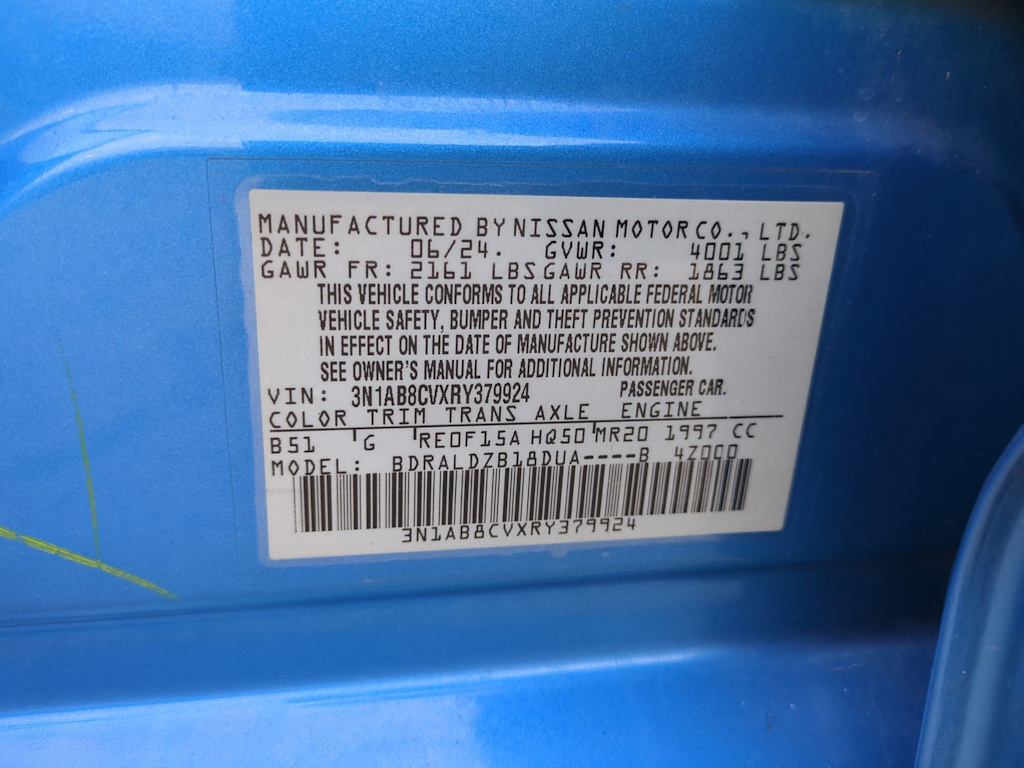 MANUFACTURED BY NISSAN MOTOR CO., LTD.
DATE: 06/24. GVWR: 4001 LBS
GAWR FR: 2161 LBS GAWR RR: 1863 LBS
THIS VEHICLE CONFORMS TO ALL APPLICABLE FEDERAL MOTOR
VEHICLE SAFETY, BUMPER AND THEFT PREVENTION STANDARDS
IN EFFECT ON THE DATE OF MANUFACTURE SHOWN ABOVE.
SEE OWNER'S MANUAL FOR ADDITIONAL INFORMATION.
VIN: 3N1AB8CVXRY379924 PASSENGER CAR.
COLOR TRIM TRANS AXLE ENGINE
B51 G RE0F15A HQ50 MR20 1997 CC
MODEL: BDRALDZB18DUA----B 4Z000
3N1AB8CVXRY379924